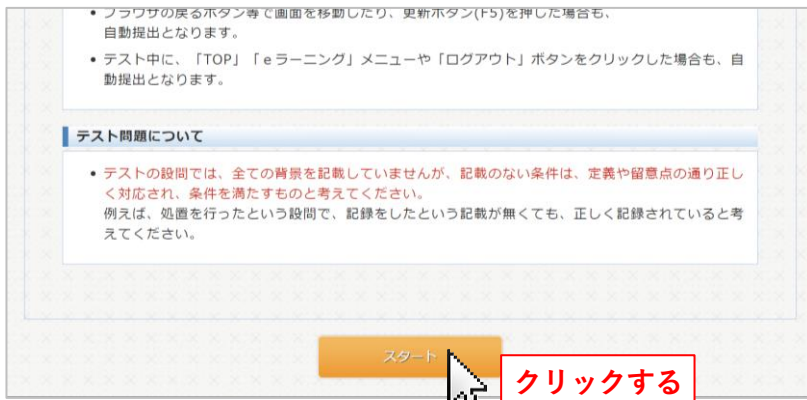 • ブラウザの戻るボタン等で画面を移動したり、更新ボタン(F5)を押した場合も、
自動提出となります。
• テスト中に、「TOP」「eラーニング」メニューや「ログアウト」ボタンをクリックした場合も、自
動提出となります。
テスト問題について
• テストの設問では、全ての背景を記載していませんが、記載のない条件は、定義や留意点の通り正し
く対応され、条件を満たすものと考えてください。
例えば、処置を行ったという設問で、記録をしたという記載が無くても、正しく記録されていると考
えてください。
スタート
クリックする